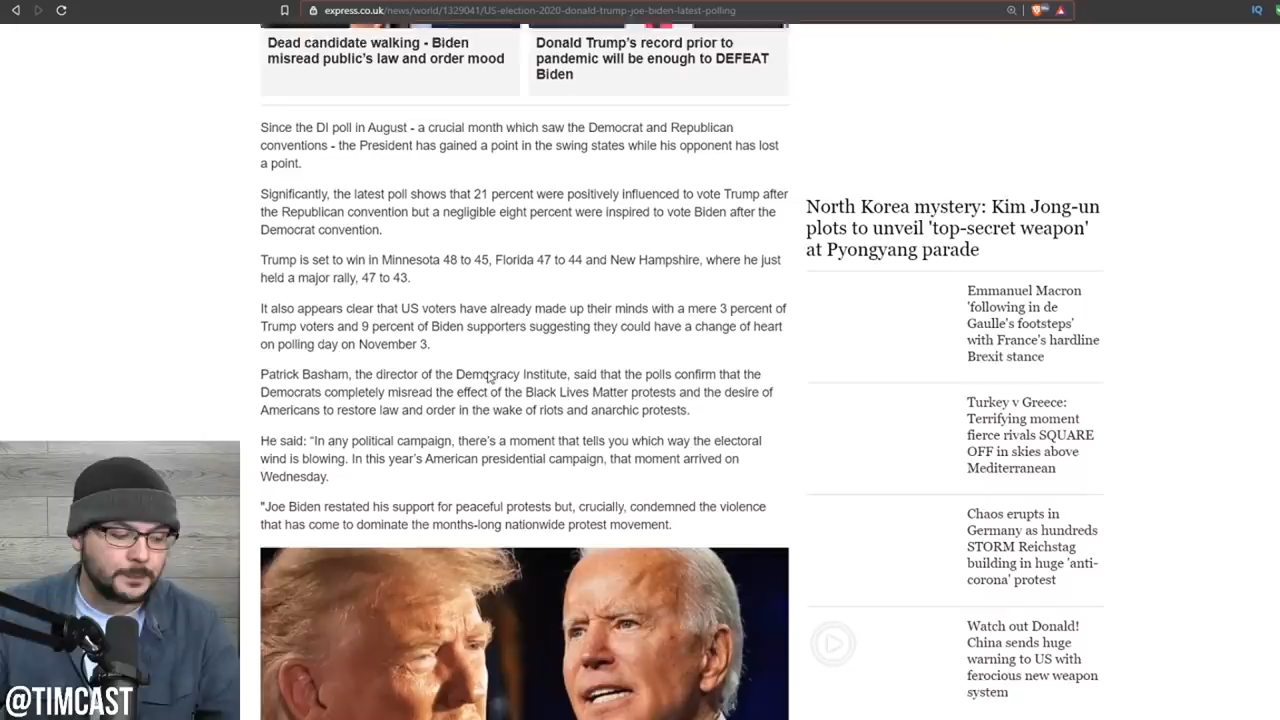 express.co.uk/news/world/1329041/US-election-2020-donald-trump-joe-biden-latest-polling
Dead candidate walking - Biden
misread public's law and order mood
Donald Trump's record prior to
pandemic will be enough to DEFEAT
Biden
Since the DI poll in August - a crucial month which saw the Democrat and Republican
conventions - the President has gained a point in the swing states while his opponent has lost
a point.
Significantly, the latest poll shows that 21 percent were positively influenced to vote Trump after
the Republican convention but a negligible eight percent were inspired to vote Biden after the
Democrat convention.
Trump is set to win in Minnesota 48 to 45, Florida 47 to 44 and New Hampshire, where he just
held a major rally, 47 to 43.
It also appears clear that US voters have already made up their minds with a mere 3 percent of
Trump voters and 9 percent of Biden supporters suggesting they could have a change of heart
on polling day on November 3.
Patrick Basham, the director of the Democracy Institute, said that the polls confirm that the
Democrats completely misread the effect of the Black Lives Matter protests and the desire of
Americans to restore law and order in the wake of riots and anarchic protests.
He said: “In any political campaign, there’s a moment that tells you which way the electoral
wind is blowing. In this year’s American presidential campaign, that moment arrived on
Wednesday.
"Joe Biden restated his support for peaceful protests but, crucially, condemned the violence
that has come to dominate the months-long nationwide protest movement.
North Korea mystery: Kim Jong-un
plots to unveil 'top-secret weapon'
at Pyongyang parade
Emmanuel Macron
'following in de
Gaulle's footsteps'
with France's hardline
Brexit stance
Turkey v Greece:
Terrifying moment
fierce rivals SQUARE
OFF in skies above
Mediterranean
Chaos erupts in
Germany as hundreds
STORM Reichstag
building in huge 'anti-
corona' protest
Watch out Donald!
China sends huge
warning to US with
ferocious new weapon
system
@TIMCAST
IQ